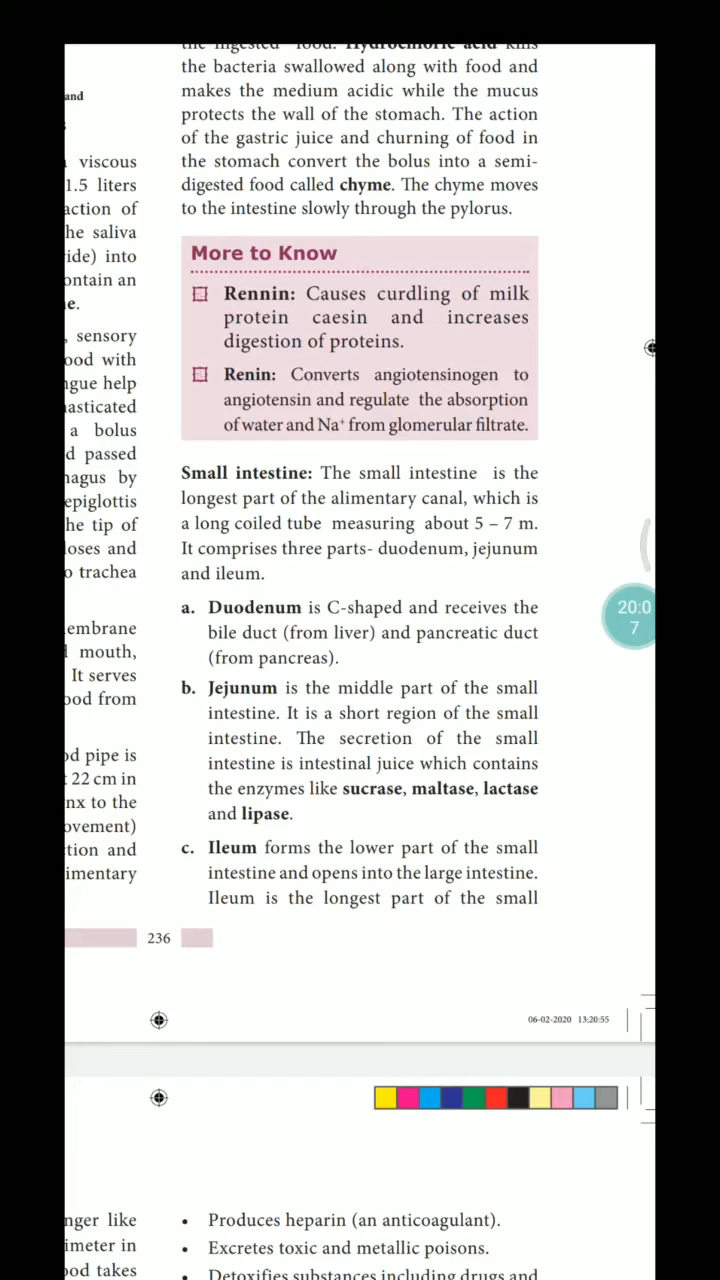 and
viscous
1.5 liters
action of
he saliva
ride) into
ontain an
e.
, sensory
ood with
ngue help
nasticated
a bolus
d passed
hagus by
epiglottis
he tip of
loses and
o trachea
embrane
mouth,
It serves
ood from
od pipe is
22 cm in
nx to the
ovement)
ction and
imentary
the ingested food. Hydrochloric acid kills
the bacteria swallowed along with food and
makes the medium acidic while the mucus
protects the wall of the stomach. The action
of the gastric juice and churning of food in
the stomach convert the bolus into a semi-
digested food called chyme. The chyme moves
to the intestine slowly through the pylorus.
More to Know
Rennin: Causes curdling of milk
protein caesin and increases
digestion of proteins.
Renin: Converts angiotensinogen to
angiotensin and regulate the absorption
of water and Na⁺ from glomerular filtrate.
Small intestine: The small intestine is the
longest part of the alimentary canal, which is
a long coiled tube measuring about 5 – 7 m.
It comprises three parts- duodenum, jejunum
and ileum.
a. Duodenum is C-shaped and receives the
bile duct (from liver) and pancreatic duct
(from pancreas).
b. Jejunum is the middle part of the small
intestine. It is a short region of the small
intestine. The secretion of the small
intestine is intestinal juice which contains
the enzymes like sucrase, maltase, lactase
and lipase.
c. Ileum forms the lower part of the small
intestine and opens into the large intestine.
Ileum is the longest part of the small
20:0
7
236
06-02-2020 13:20:55
nger like
imeter in
ood takes
• Produces heparin (an anticoagulant).
• Excretes toxic and metallic poisons.
• Detoxifies substances including drugs and